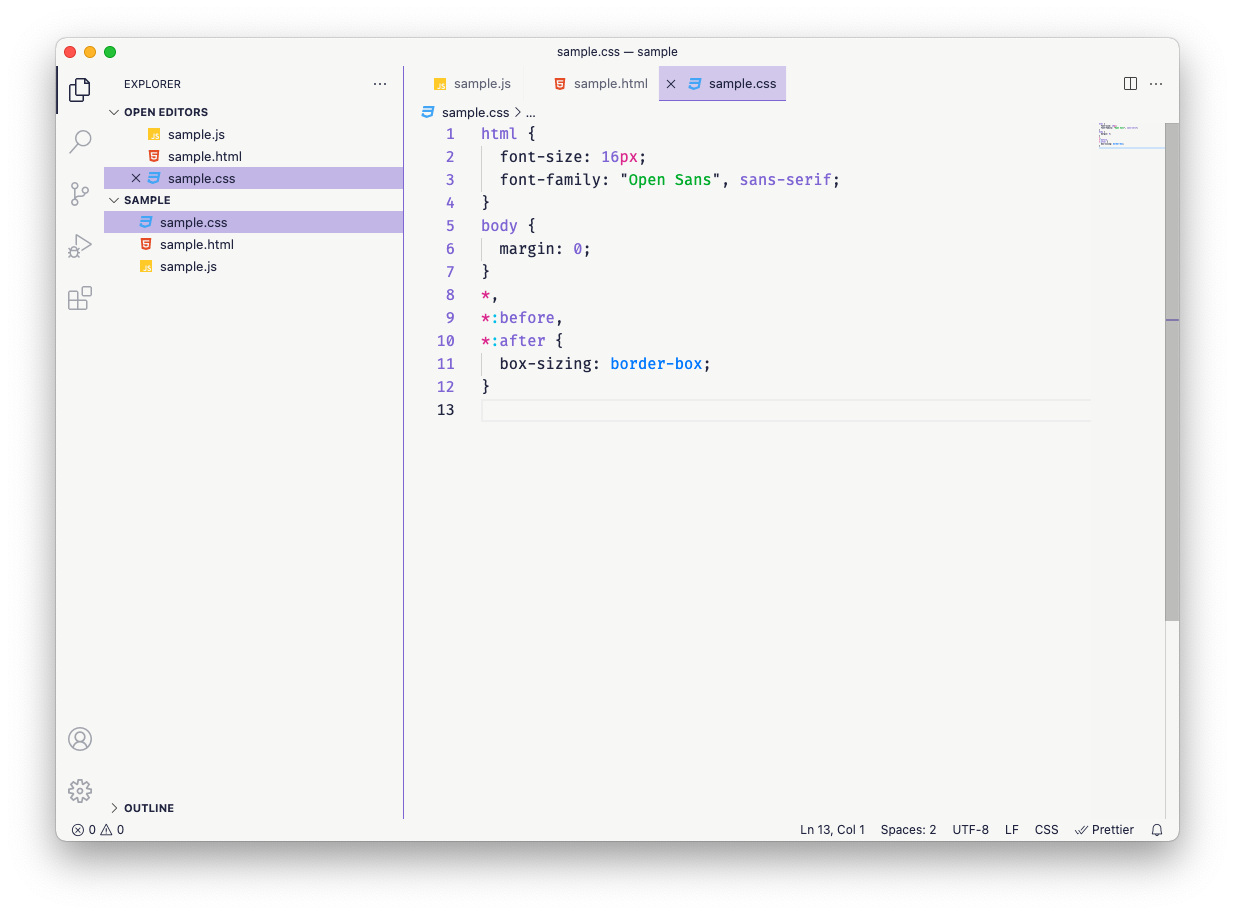 sample.css — sample
EXPLORER
OPEN EDITORS
sample.js
sample.html
sample.css
SAMPLE
sample.css
sample.html
sample.js
OUTLINE
sample.js sample.html sample.css
sample.css > ...
1 html {
2 font-size: 16px;
3 font-family: "Open Sans", sans-serif;
4 }
5 body {
6 margin: 0;
7 }
8 *,
9 *:before,
10 *:after {
11 box-sizing: border-box;
12 }
13
0 0 Ln 13, Col 1 Spaces: 2 UTF-8 LF CSS Prettier